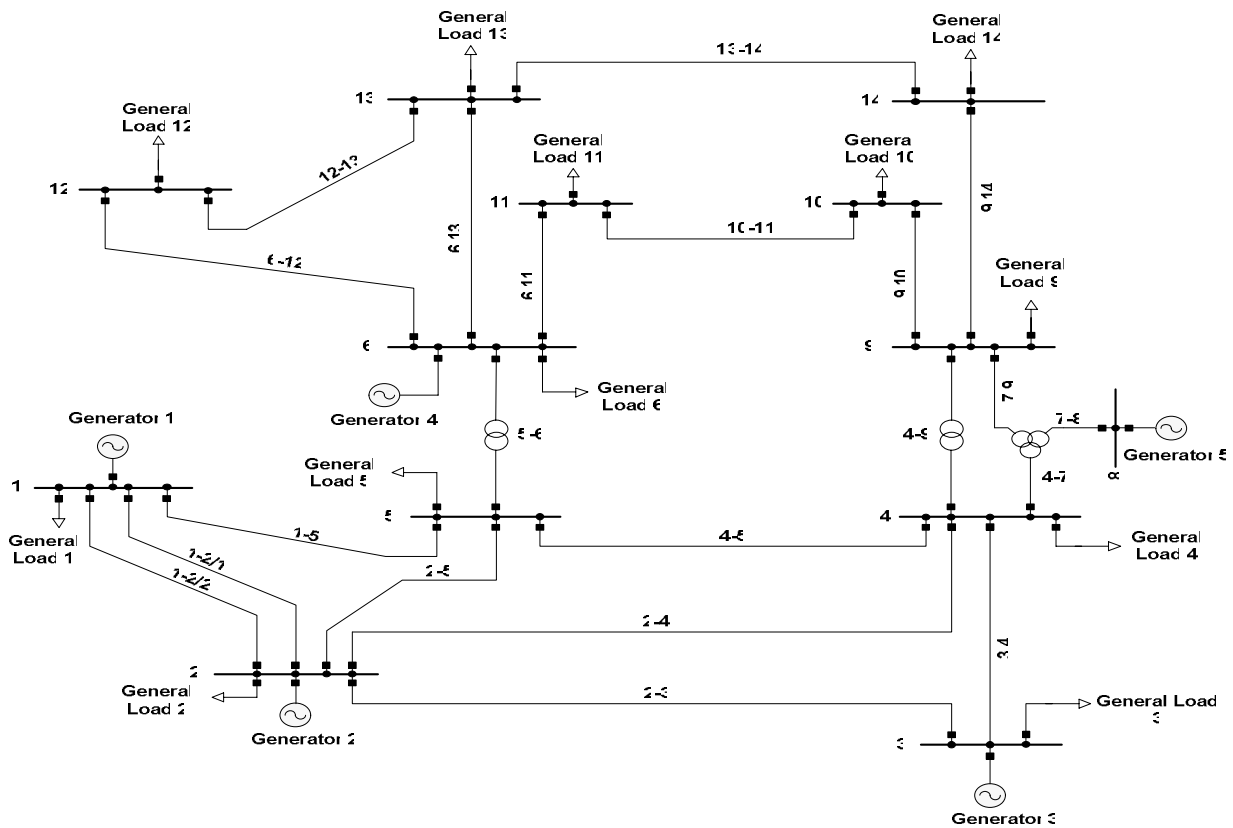 General
Load 13
13-14
General
Load 14
13
14
General
Load 12
12-13
General
Load 11
General
Load 10
12
11
10
6-13
9-14
10-11
6-12
6-11
9-10
General
Load 9
6
9
Generator 4
General
Load 6
7-9
Generator 1
5-6
4-9
7-8
Generator 5
General
Load 5
4-7
8
1
5
4
General
Load 1
1-5
4-5
General
Load 4
1-2/1
1-2/2
2-5
2-4
3-4
2
General
Load 2
2-3
General Load
3
Generator 2
3
Generator 3